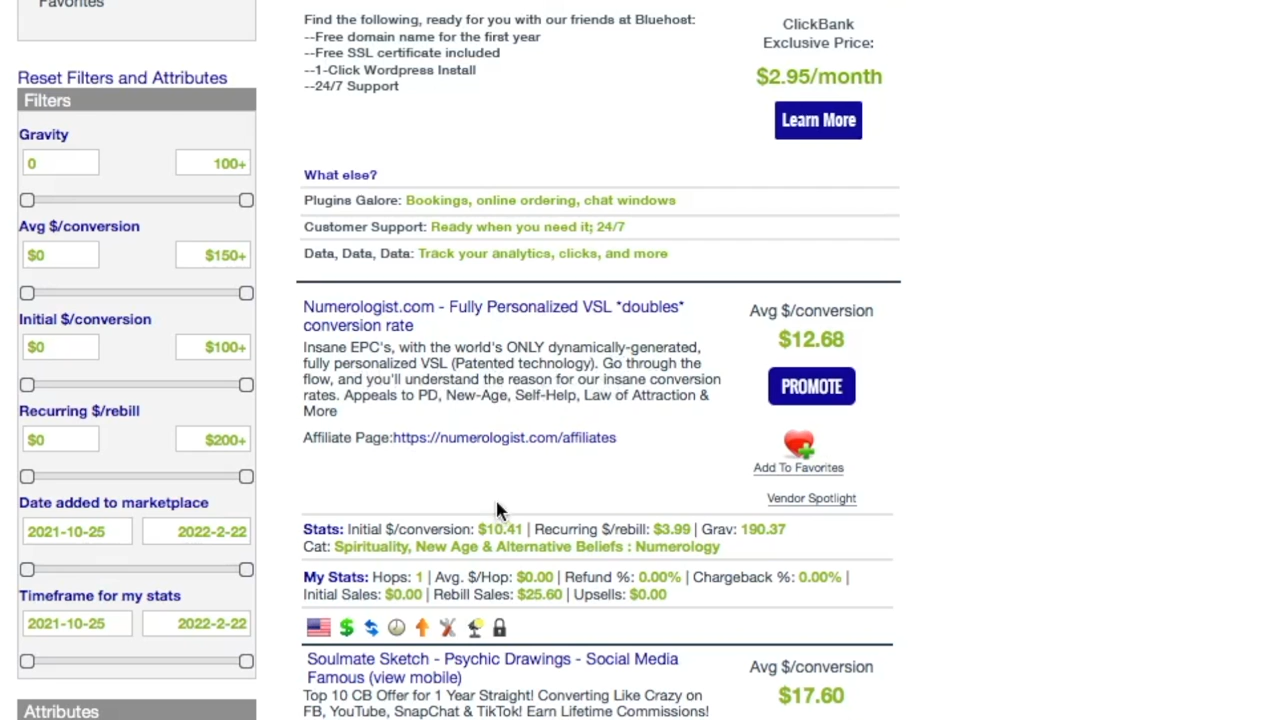 Favorites
Reset Filters and Attributes
Filters
Gravity
0 100+
Avg $/conversion
$0 $150+
Initial $/conversion
$0 $100+
Recurring $/rebill
$0 $200+
Date added to marketplace
2021-10-25 2022-2-22
Timeframe for my stats
2021-10-25 2022-2-22
Attributes
Find the following, ready for you with our friends at Bluehost:
--Free domain name for the first year
--Free SSL certificate included
--1-Click Wordpress Install
--24/7 Support
ClickBank
Exclusive Price:
$2.95/month
Learn More
What else?
Plugins Galore: Bookings, online ordering, chat windows
Customer Support: Ready when you need it; 24/7
Data, Data, Data: Track your analytics, clicks, and more
Numerologist.com - Fully Personalized VSL *doubles*
conversion rate
Insane EPC's, with the world's ONLY dynamically-generated,
fully personalized VSL (Patented technology). Go through the
flow, and you'll understand the reason for our insane conversion
rates. Appeals to PD, New-Age, Self-Help, Law of Attraction &
More
Affiliate Page:https://numerologist.com/affiliates
Avg $/conversion
$12.68
PROMOTE
Add To Favorites
Vendor Spotlight
Stats: Initial $/conversion: $10.41 | Recurring $/rebill: $3.99 | Grav: 190.37
Cat: Spirituality, New Age & Alternative Beliefs : Numerology
My Stats: Hops: 1 | Avg. $/Hop: $0.00 | Refund %: 0.00% | Chargeback %: 0.00% |
Initial Sales: $0.00 | Rebill Sales: $25.60 | Upsells: $0.00
Soulmate Sketch - Psychic Drawings - Social Media
Famous (view mobile)
Top 10 CB Offer for 1 Year Straight! Converting Like Crazy on
FB, YouTube, SnapChat & TikTok! Earn Lifetime Commissions!
Avg $/conversion
$17.60